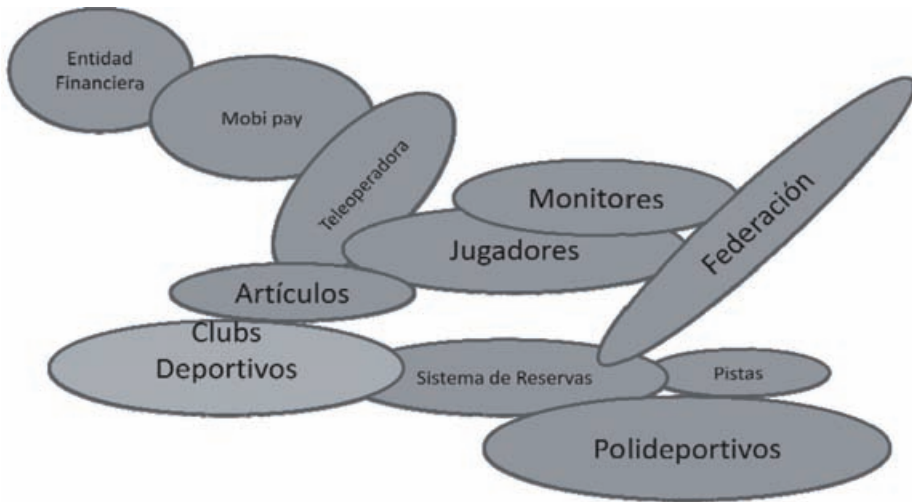 Entidad
Financiera
Mobi pay
Teleoperadora
Monitores
Federación
Jugadores
Artículos
Clubs
Deportivos
Sistema de Reservas
Pistas
Polideportivos